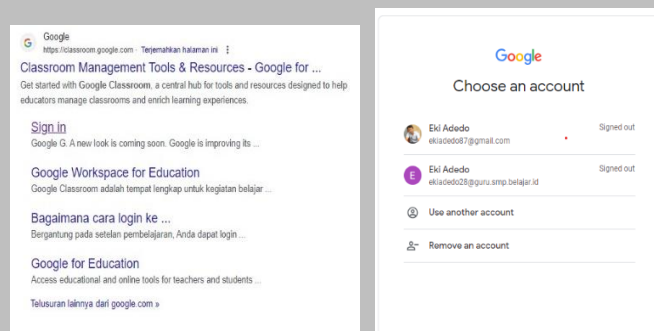 Google
https://classroom.google.com · Terjemahkan halaman ini
Classroom Management Tools & Resources - Google for ...
Get started with Google Classroom, a central hub for tools and resources designed to help
educators manage classrooms and enrich learning experiences.
Sign in
Google G. A new look is coming soon. Google is improving its ...
Google Workspace for Education
Google Classroom adalah tempat lengkap untuk kegiatan belajar ...
Bagaimana cara login ke ...
Bergantung pada setelan pembelajaran, Anda dapat login ...
Google for Education
Access educational and online tools for teachers and students ...
Telusuran lainnya dari google.com »
Google
Choose an account
Eki Adedo
Signed out
ekiadedo87@gmail.com
E
Eki Adedo
Signed out
ekiadedo28@guru.smp.belajar.id
Use another account
Remove an account